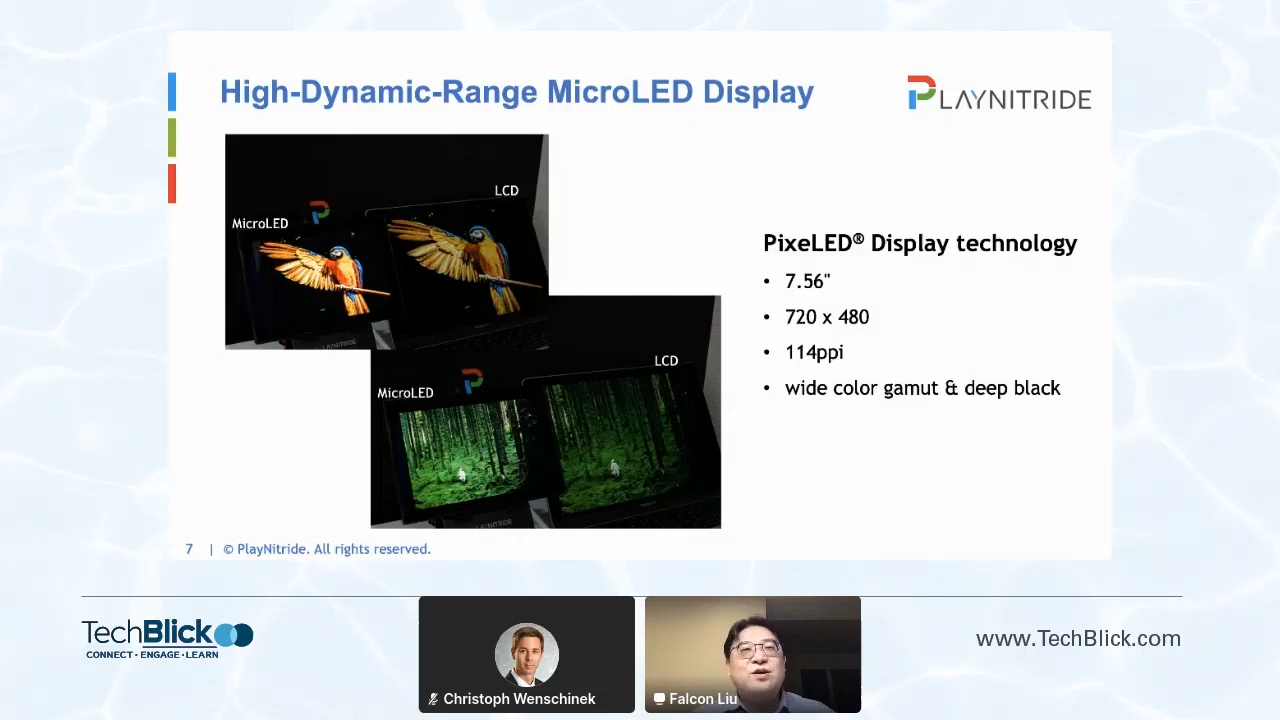 High-Dynamic-Range MicroLED Display
PLAYNITRIDE
LCD
MicroLED
PLAYNITRIDE
LCD
MicroLED
PLAYNITRIDE
PixeLED® Display technology
• 7.56"
• 720 x 480
• 114ppi
• wide color gamut & deep black
7 | © PlayNitride. All rights reserved.
TechBlick
CONNECT · ENGAGE · LEARN
Christoph Wenschinek
Falcon Liu
www.TechBlick.com